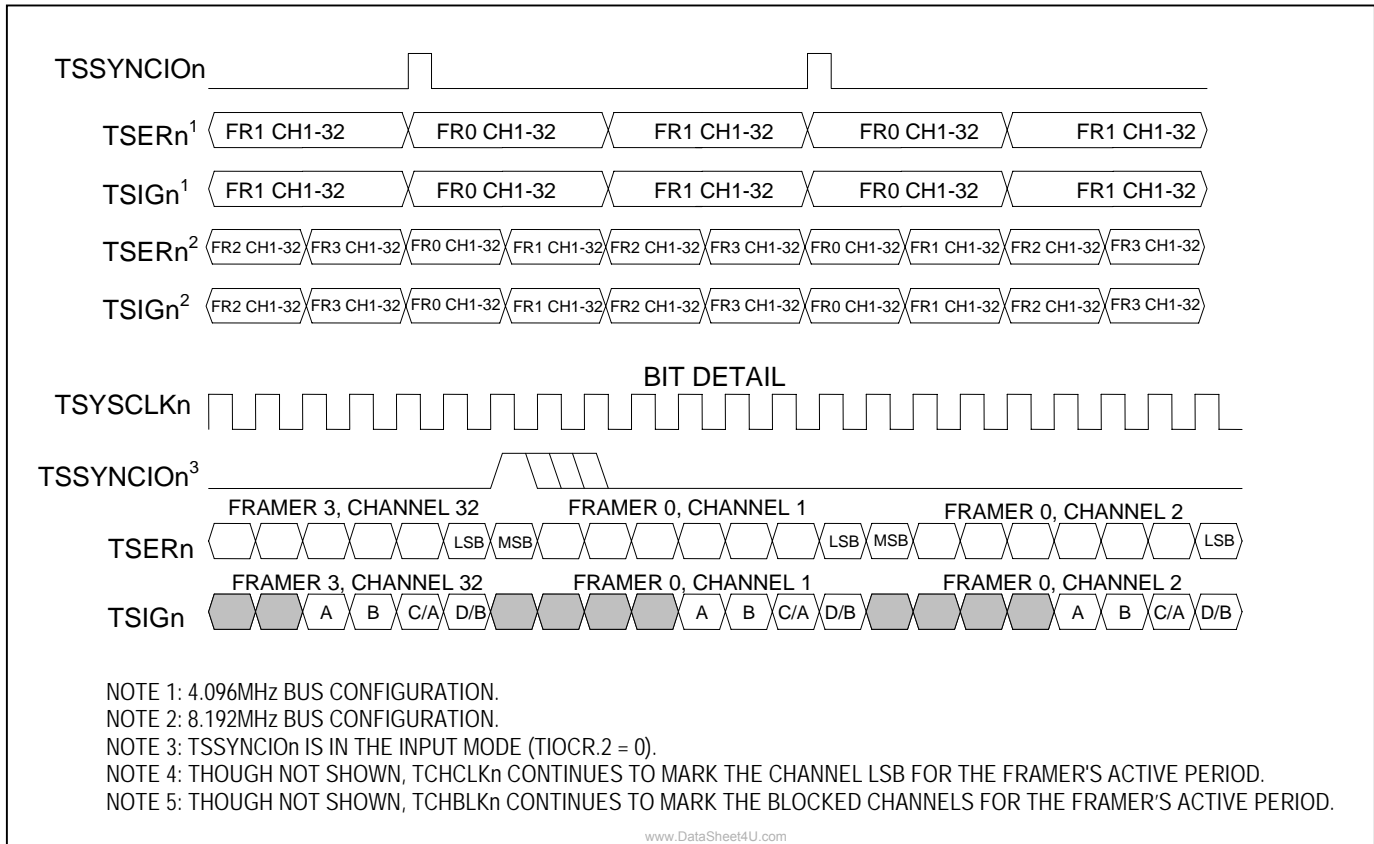 TSSYNCIOn
TSERn1 FR1 CH1-32 FR0 CH1-32 FR1 CH1-32 FR0 CH1-32 FR1 CH1-32
TSIGn1 FR1 CH1-32 FR0 CH1-32 FR1 CH1-32 FR0 CH1-32 FR1 CH1-32
TSERn2 FR2 CH1-32 FR3 CH1-32 FR0 CH1-32 FR1 CH1-32 FR2 CH1-32 FR3 CH1-32 FR0 CH1-32 FR1 CH1-32 FR2 CH1-32 FR3 CH1-32
TSIGn2 FR2 CH1-32 FR3 CH1-32 FR0 CH1-32 FR1 CH1-32 FR2 CH1-32 FR3 CH1-32 FR0 CH1-32 FR1 CH1-32 FR2 CH1-32 FR3 CH1-32
BIT DETAIL
TSYSCLKn
TSSYNCIOn3
FRAMER 3, CHANNEL 32 FRAMER 0, CHANNEL 1 FRAMER 0, CHANNEL 2
TSERn LSB MSB LSB MSB LSB
FRAMER 3, CHANNEL 32 FRAMER 0, CHANNEL 1 FRAMER 0, CHANNEL 2
TSIGn A B C/A D/B A B C/A D/B A B C/A D/B
NOTE 1: 4.096MHz BUS CONFIGURATION.
NOTE 2: 8.192MHz BUS CONFIGURATION.
NOTE 3: TSSYNCIOn IS IN THE INPUT MODE (TIOCR.2 = 0).
NOTE 4: THOUGH NOT SHOWN, TCHCLKn CONTINUES TO MARK THE CHANNEL LSB FOR THE FRAMER'S ACTIVE PERIOD.
NOTE 5: THOUGH NOT SHOWN, TCHBLKn CONTINUES TO MARK THE BLOCKED CHANNELS FOR THE FRAMER’S ACTIVE PERIOD.
www.DataSheet4U.com